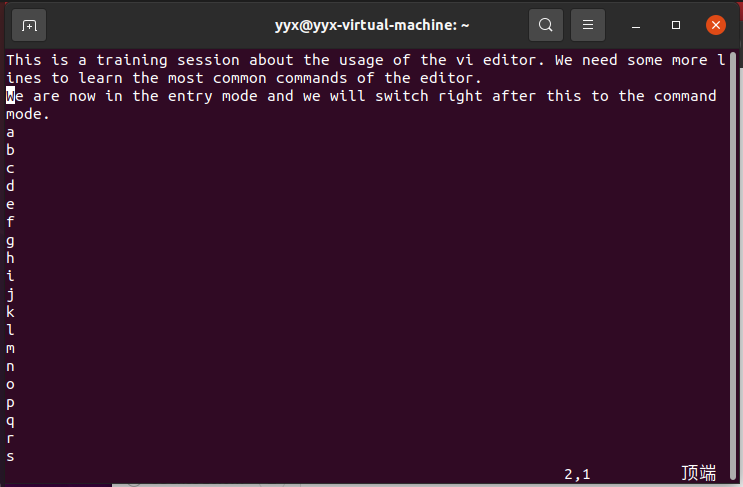 yyx@yyx-virtual-machine: ~
This is a training session about the usage of the vi editor. We need some more l
ines to learn the most common commands of the editor.
We are now in the entry mode and we will switch right after this to the command
mode.
a
b
c
d
e
f
g
h
i
j
k
l
m
n
o
p
q
r
s
2,1 顶端